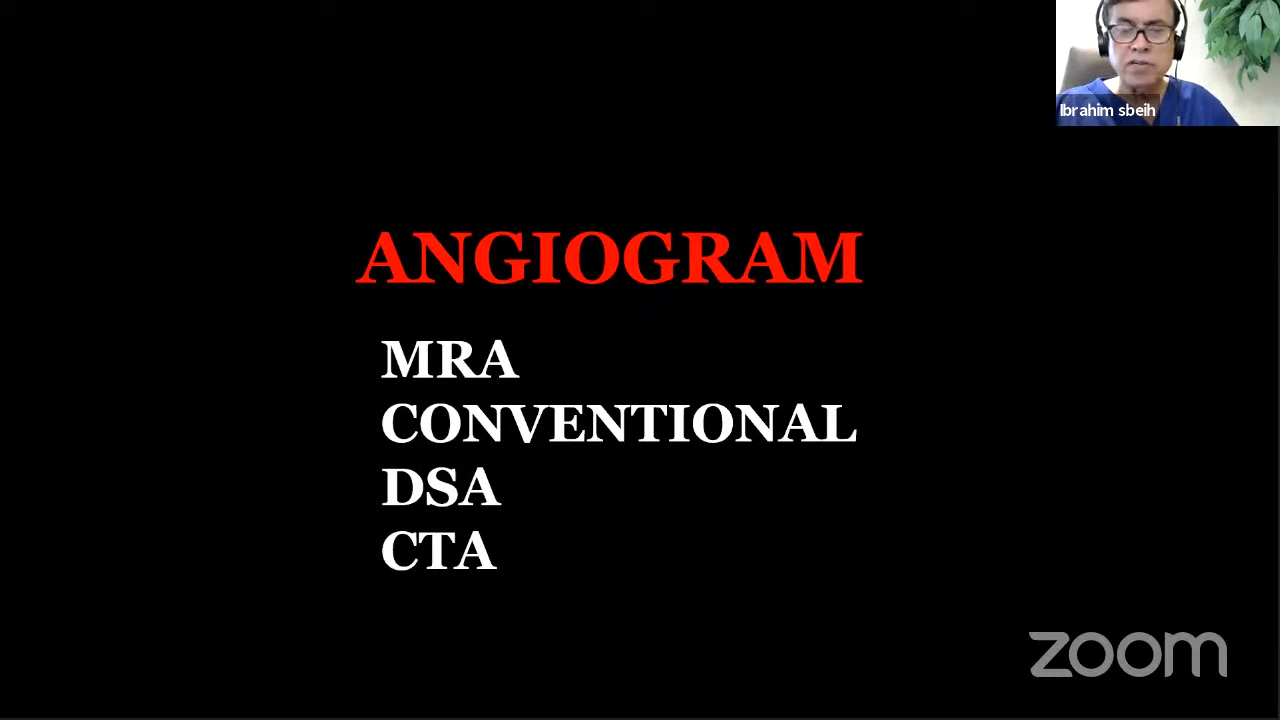 Ibrahim sbeih
ANGIOGRAM
MRA
CONVENTIONAL
DSA
CTA
zoom